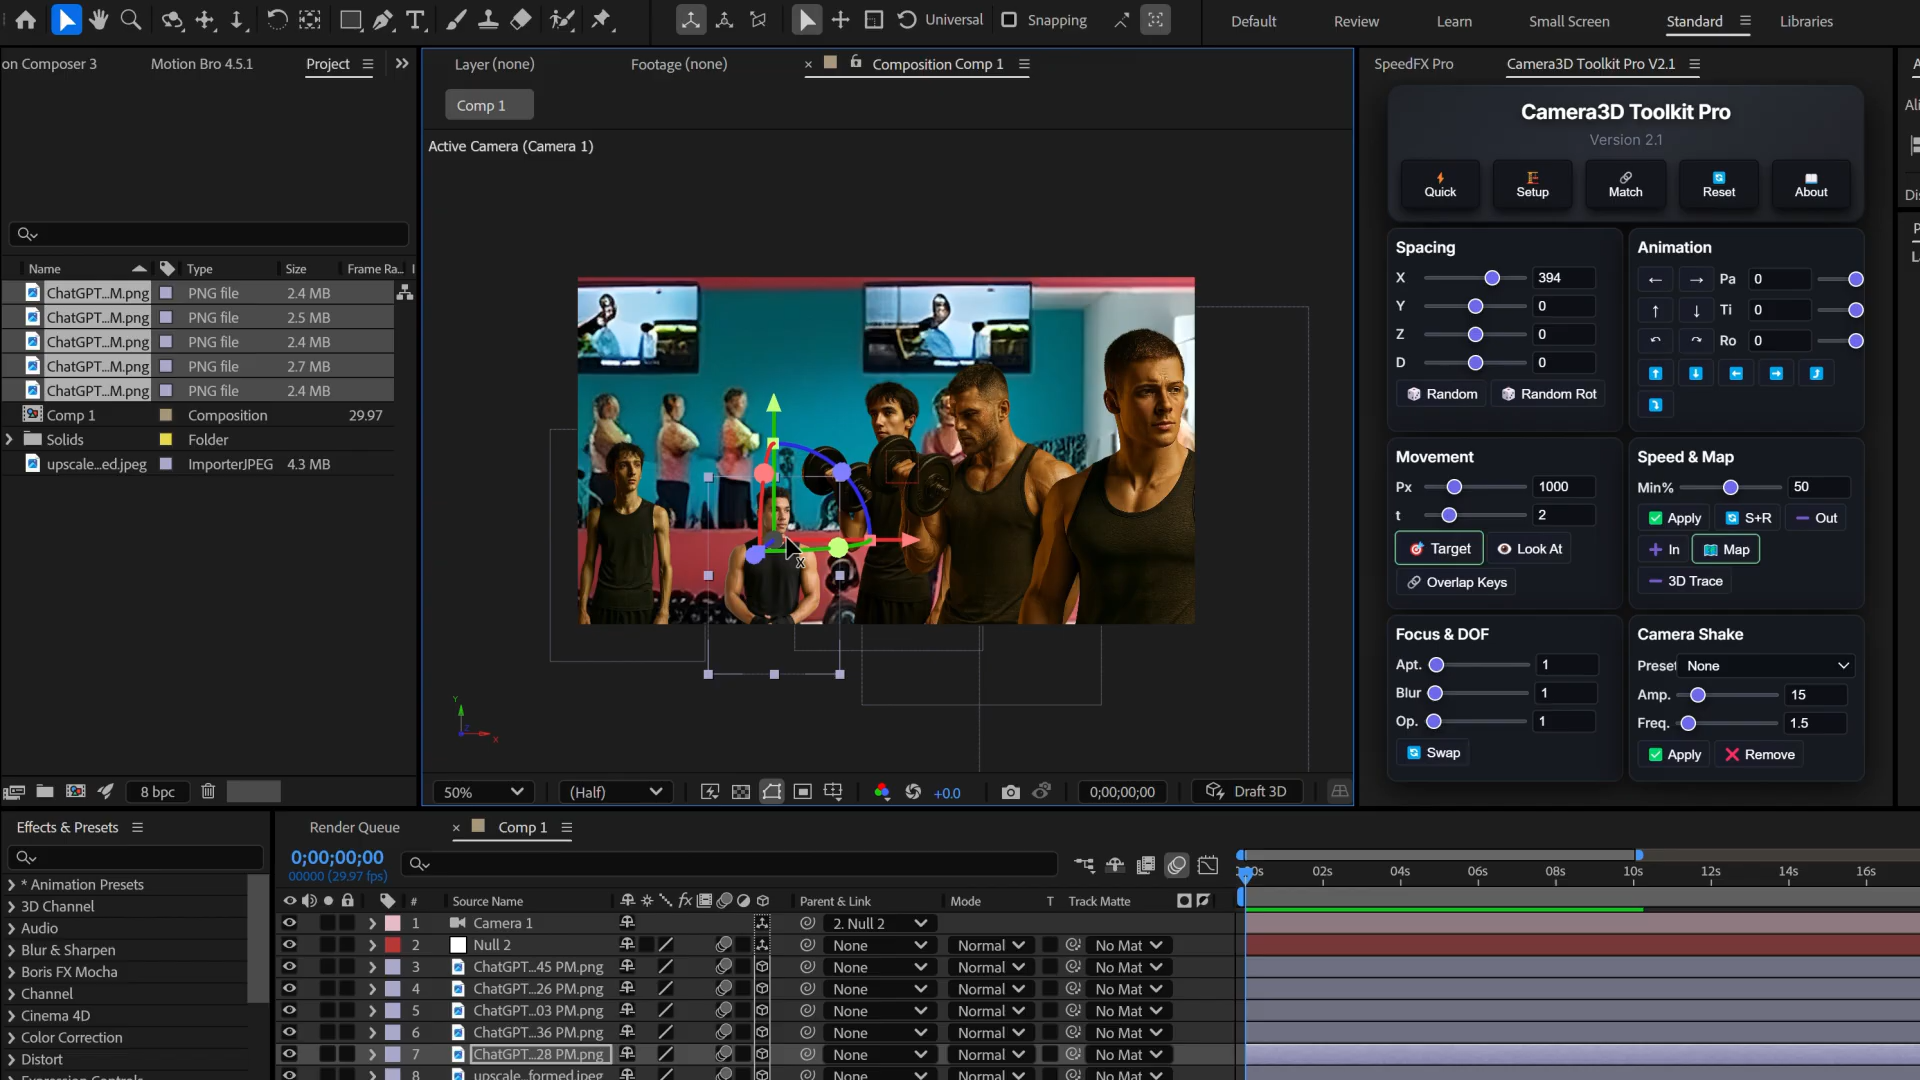 Universal
Snapping
Default
Review
Learn
Small Screen
Standard
Libraries
on Composer 3
Motion Bro 4.5.1
Project
Layer (none)
Footage (none)
Composition Comp 1
SpeedFX Pro
Camera3D Toolkit Pro V2.1
Comp 1
Active Camera (Camera 1)
Camera3D Toolkit Pro
Version 2.1
Quick
Setup
Match
Reset
About
Name
Type
Size
Frame Ra...
ChatGPT...M.png PNG file 2.4 MB
ChatGPT...M.png PNG file 2.5 MB
ChatGPT...M.png PNG file 2.4 MB
ChatGPT...M.png PNG file 2.7 MB
ChatGPT...M.png PNG file 2.4 MB
Comp 1 Composition 29.97
Solids Folder
upscale...ed.jpeg ImporterJPEG 4.3 MB
Spacing
X 394
Y 0
Z 0
D 0
Random
Random Rot
Animation
Pa 0
Ti 0
Ro 0
Movement
Px 1000
t 2
Target
Look At
Overlap Keys
Speed & Map
Min% 50
Apply
S+R
Out
In
Map
3D Trace
Focus & DOF
Apt. 1
Blur 1
Op. 1
Swap
Camera Shake
Preset None
Amp. 15
Freq. 1.5
Apply
Remove
Y
X
Z
x
8 bpc
50%
(Half)
+0.0
0;00;00;00
Draft 3D
Effects & Presets
* Animation Presets
3D Channel
Audio
Blur & Sharpen
Boris FX Mocha
Channel
Cinema 4D
Color Correction
Distort
Expression Controls
Render Queue
Comp 1
0;00;00;00
00000 (29.97 fps)
0s 02s 04s 06s 08s 10s 12s 14s 16s
# Source Name fx Parent & Link Mode T Track Matte
1 Camera 1 2. Null 2
2 Null 2 None Normal No Mat
3 ChatGPT...45 PM.png None Normal No Mat
4 ChatGPT...26 PM.png None Normal No Mat
5 ChatGPT...03 PM.png None Normal No Mat
6 ChatGPT...36 PM.png None Normal No Mat
7 ChatGPT...28 PM.png None Normal No Mat
8 upscale...formed.jpeg None Normal No Mat